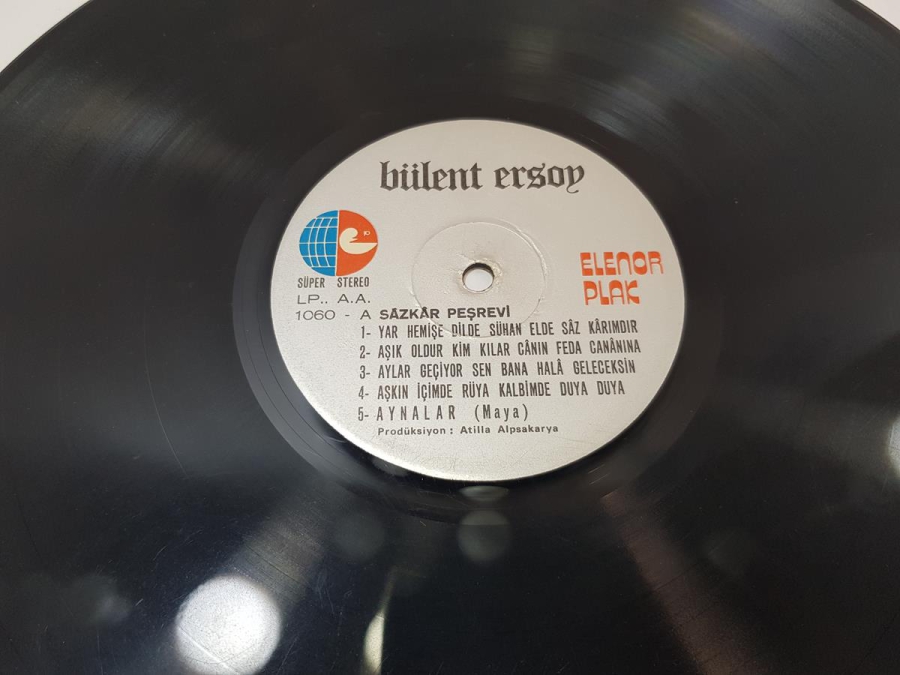 bülent ersoy
ELENOR
PLAK
SÜPER STEREO
LP.. A.A.
1060 - A SÂZKÂR PEŞREVİ
1- YAR HEMİŞE DİLDE SÜHAN ELDE SÂZ KÂRIMDIR
2- AŞIK OLDUR KİM KILAR CÂNIN FEDA CANÂNINA
3- AYLAR GEÇİYOR SEN BANA HALÂ GELECEKSİN
4- AŞKIN İÇİMDE RÜYA KALBİMDE DUYA DUYA
5- AYNALAR (Maya)
Prodüksiyon : Atilla Alpsakarya